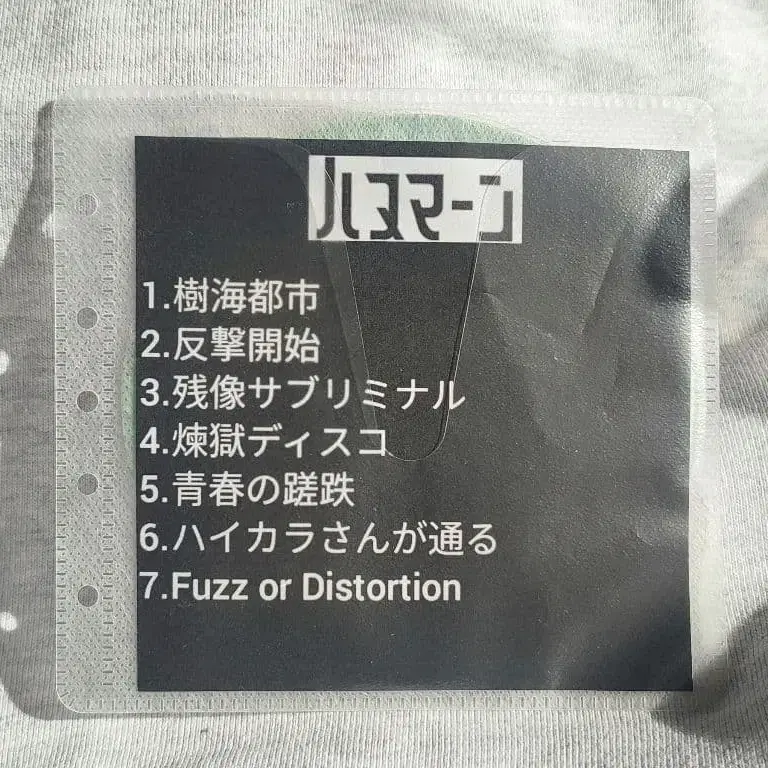 ハヌマーン
1.樹海都市
2.反撃開始
3.残像サブリミナル
4.煉獄ディスコ
5.青春の蹉跌
6.ハイカラさんが通る
7.Fuzz or Distortion